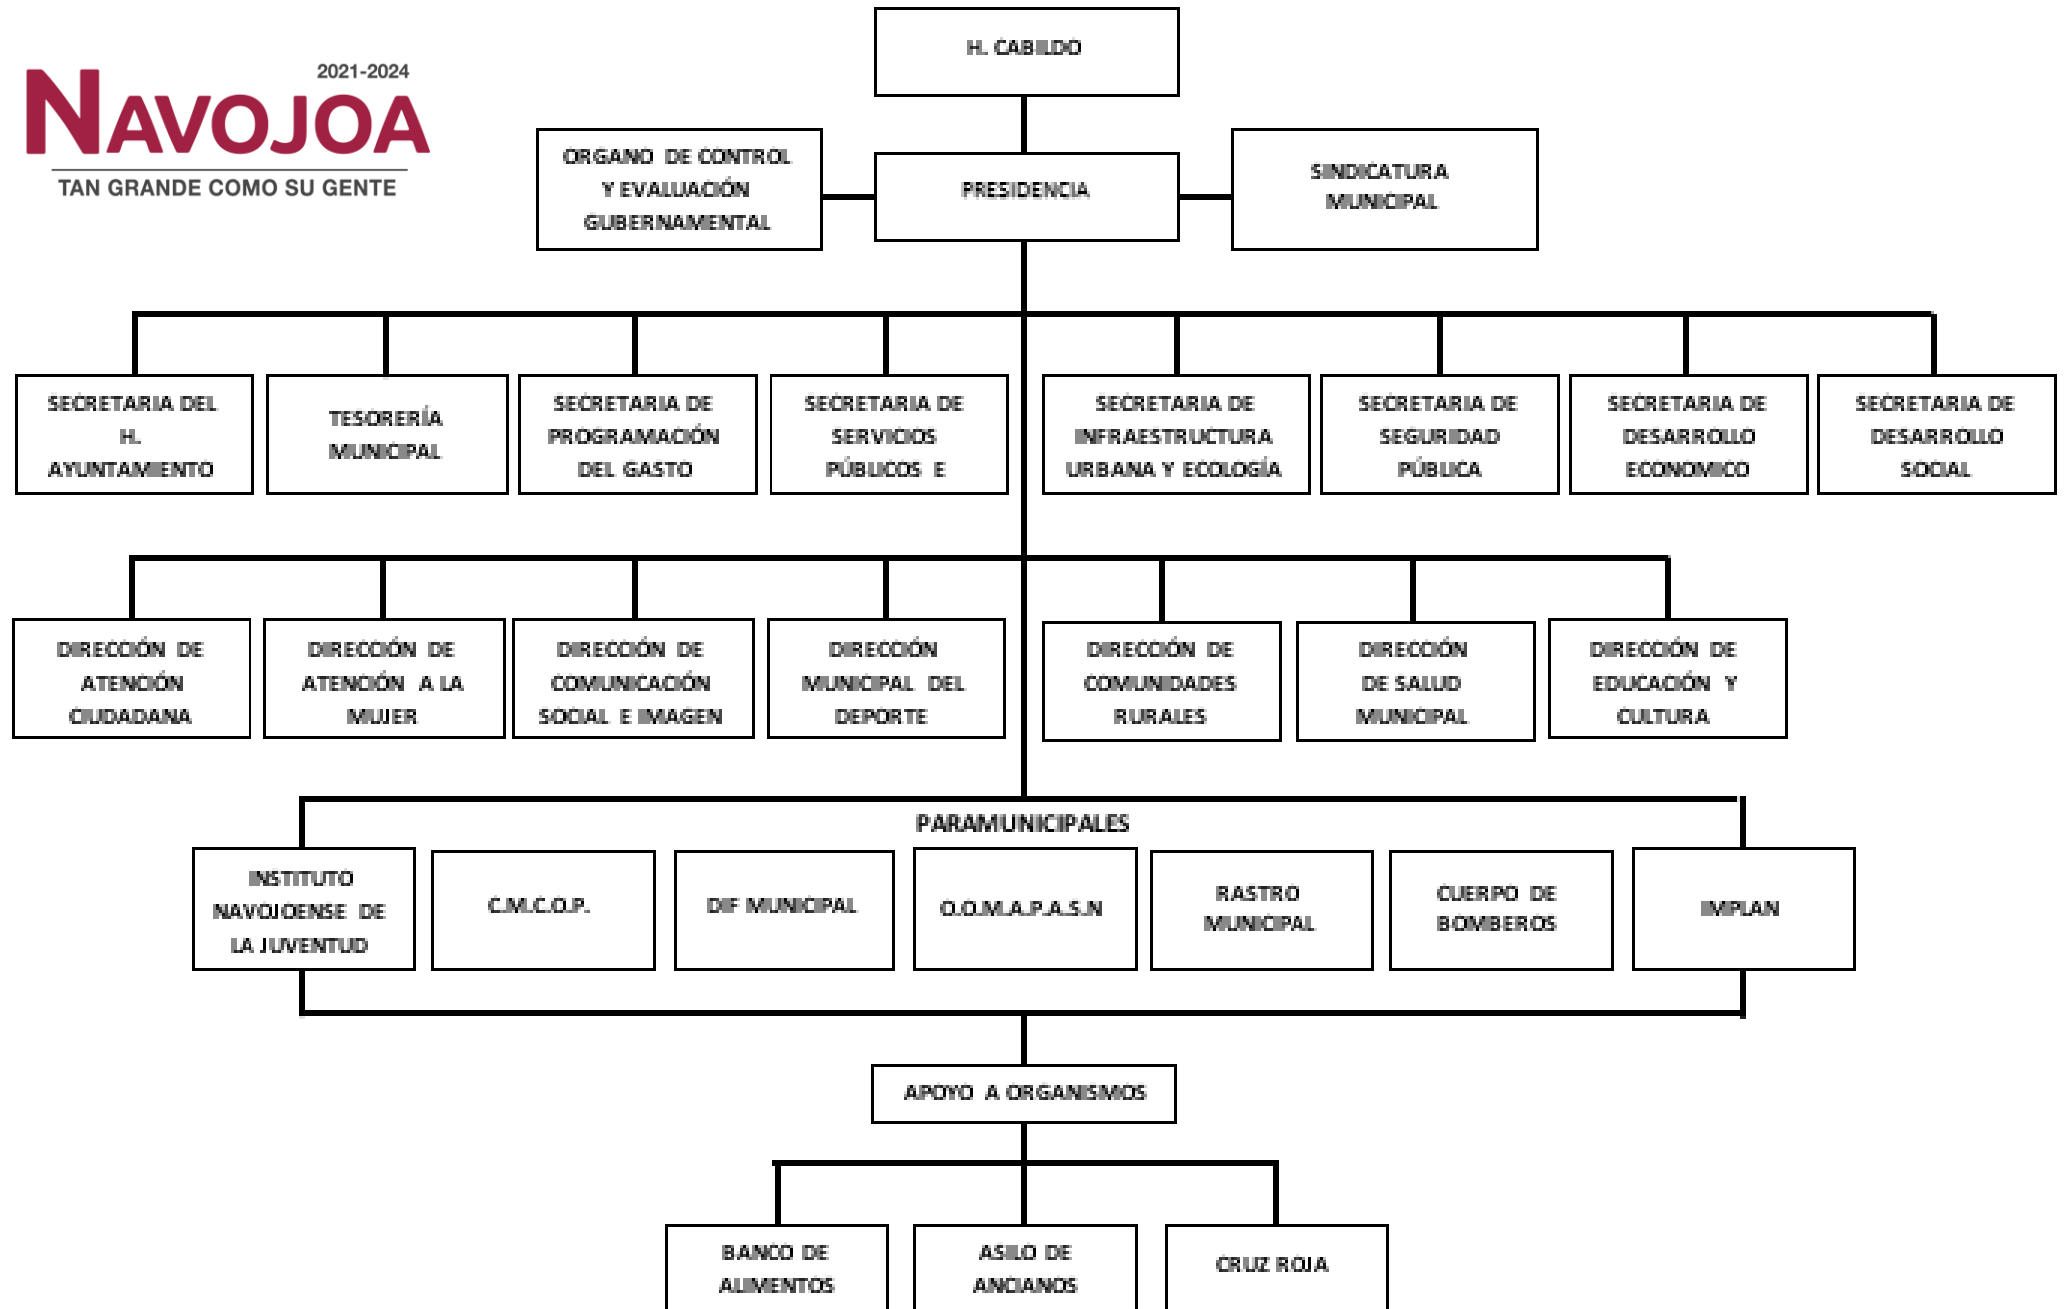 2021-2024
NAVOJOA
TAN GRANDE COMO SU GENTE
H. CABILDO
ORGANO DE CONTROL
Y EVALUACIÓN
GUBERNAMENTAL
PRESIDENCIA
SINDICATURA
MUNICIPAL
SECRETARIA DEL
H.
AYUNTAMIENTO
TESORERÍA
MUNICIPAL
SECRETARIA DE
PROGRAMACIÓN
DEL GASTO
SECRETARIA DE
SERVICIOS
PÚBLICOS E
SECRETARIA DE
INFRAESTRUCTURA
URBANA Y ECOLOGÍA
SECRETARIA DE
SEGURIDAD
PÚBLICA
SECRETARIA DE
DESARROLLO
ECONOMICO
SECRETARIA DE
DESARROLLO
SOCIAL
DIRECCIÓN DE
ATENCIÓN
CIUDADANA
DIRECCIÓN DE
ATENCIÓN A LA
MUJER
DIRECCIÓN DE
COMUNICACIÓN
SOCIAL E IMAGEN
DIRECCIÓN
MUNICIPAL DEL
DEPORTE
DIRECCIÓN DE
COMUNIDADES
RURALES
DIRECCIÓN
DE SALUD
MUNICIPAL
DIRECCIÓN DE
EDUCACIÓN Y
CULTURA
PARAMUNICIPALES
INSTITUTO
NAVOJOENSE DE
LA JUVENTUD
C.M.C.O.P.
DIF MUNICIPAL
O.O.M.A.P.A.S.N
RASTRO
MUNICIPAL
CUERPO DE
BOMBEROS
IMPLAN
APOYO A ORGANISMOS
BANCO DE
ALIMENTOS
ASILO DE
ANCIANOS
CRUZ ROJA